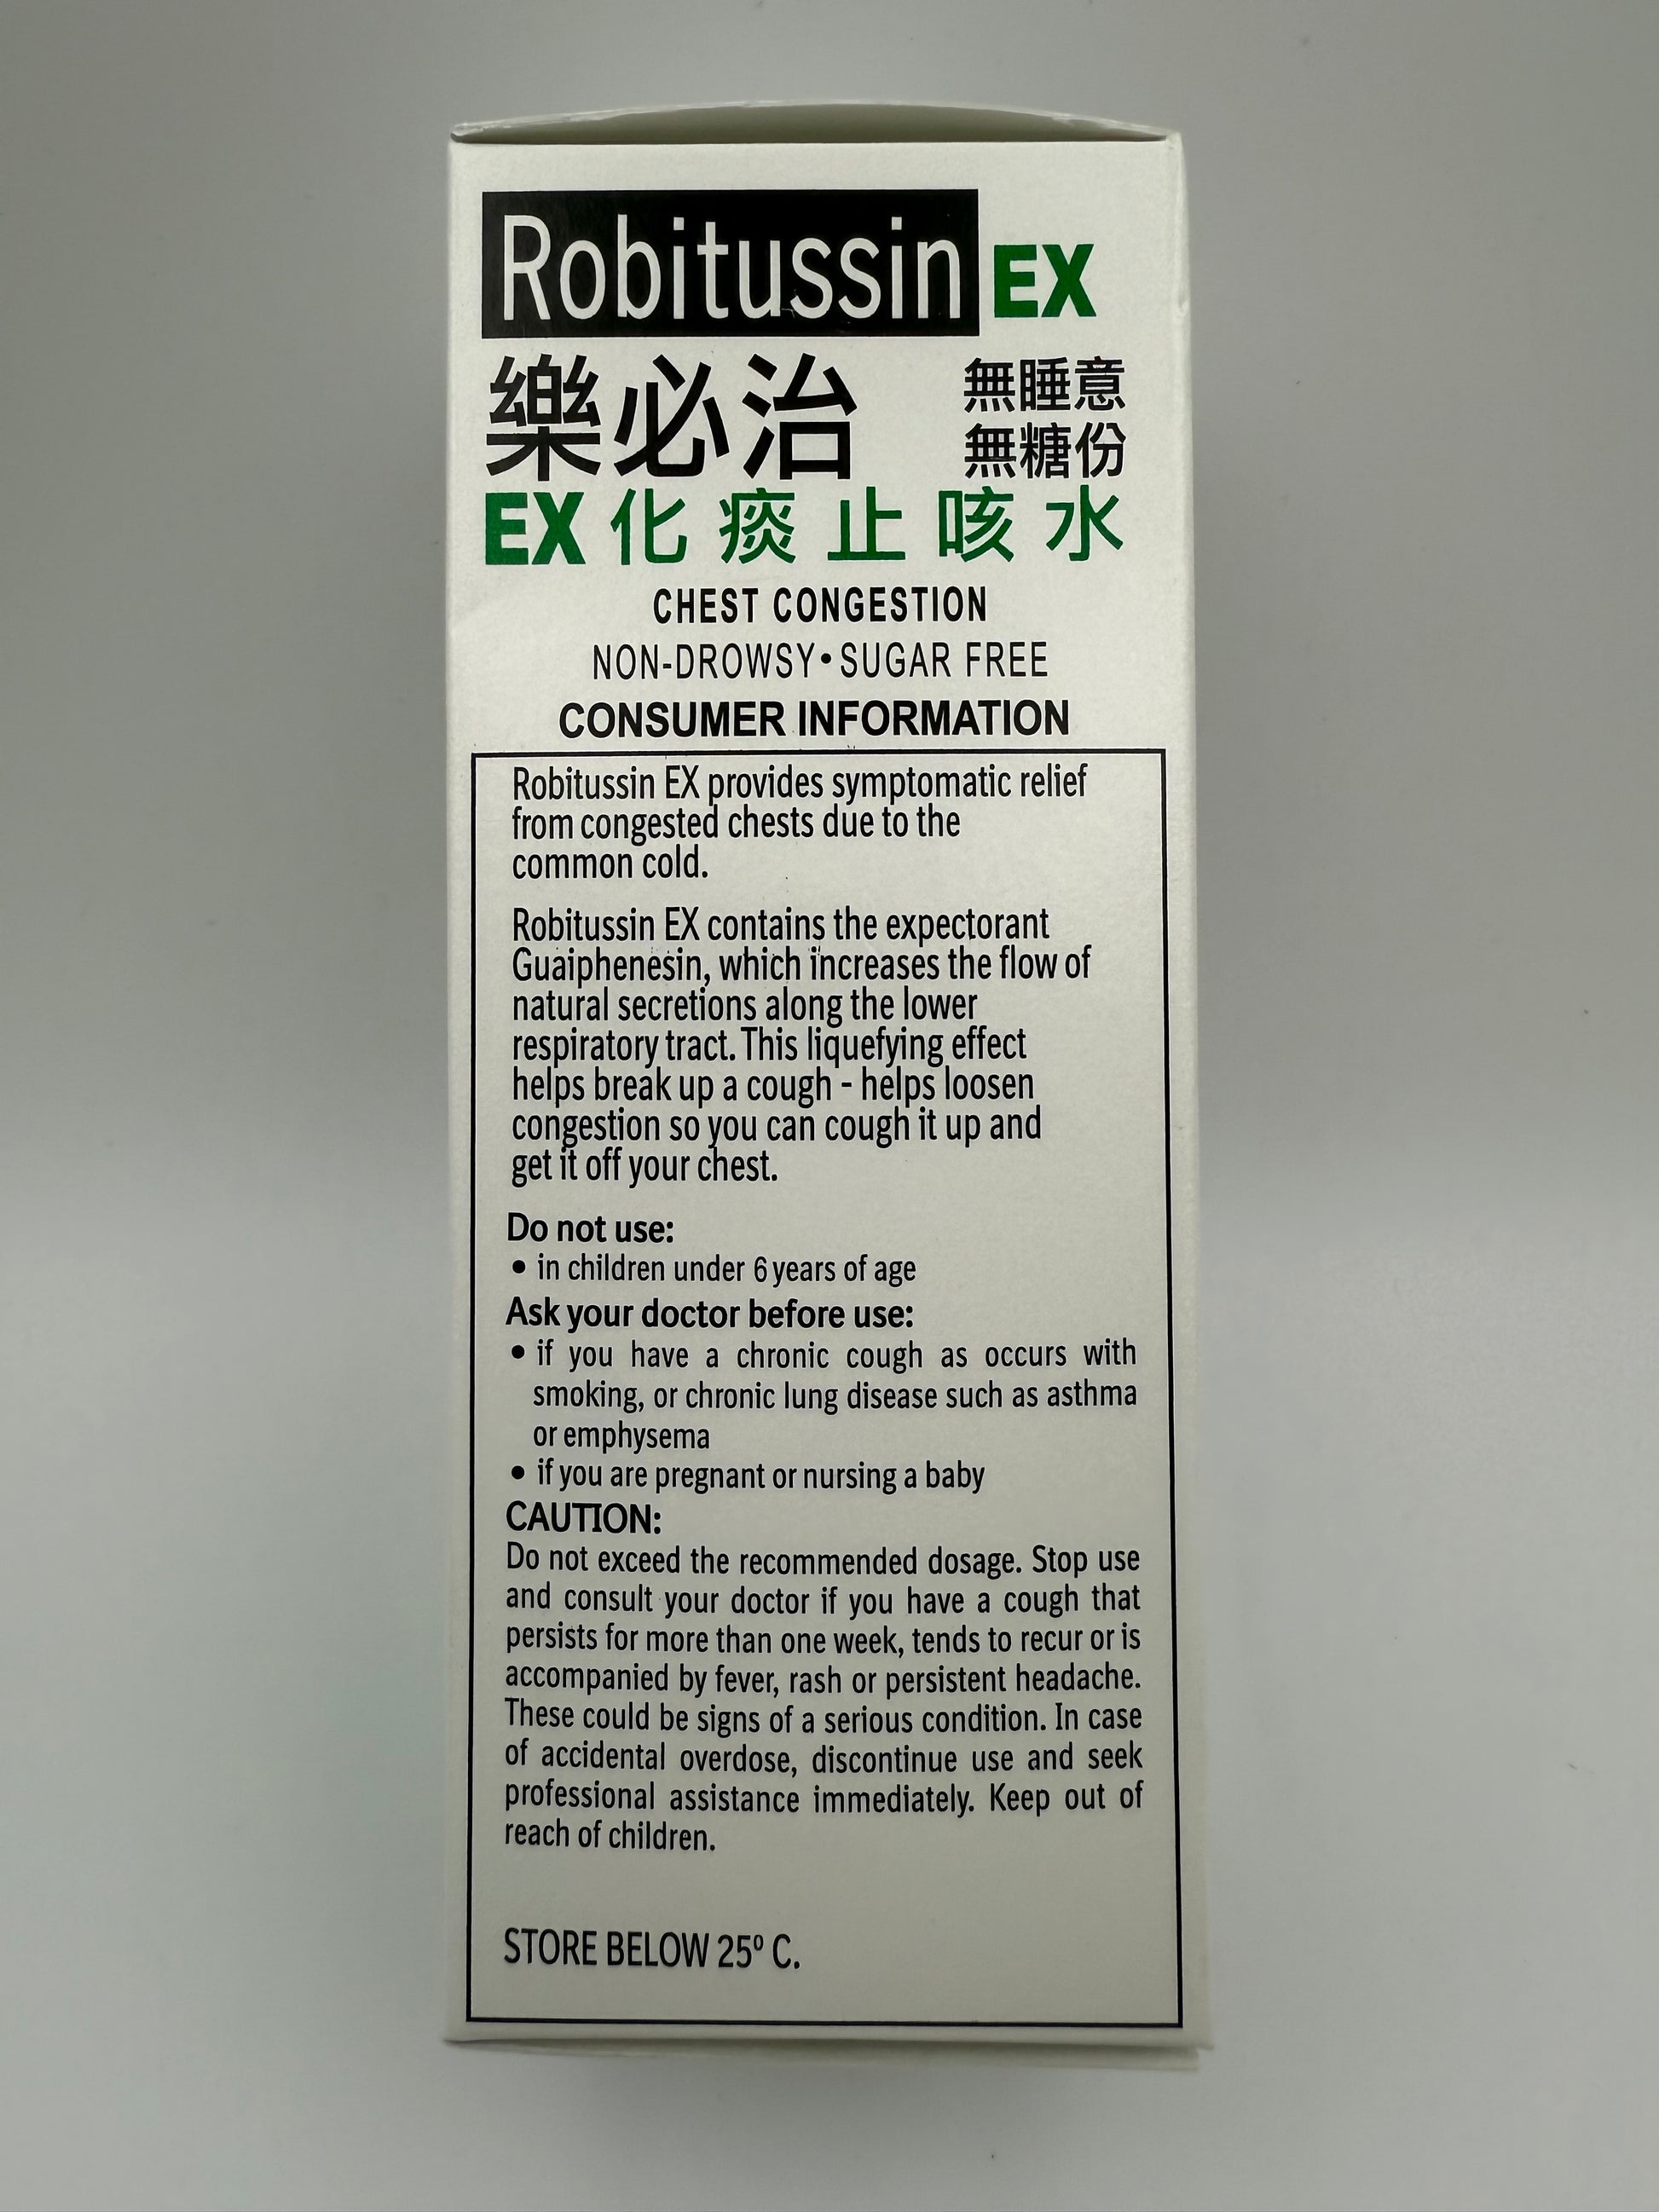 Robitussin EX
樂必治
無睡意
無糖份
EX化痰止咳水
CHEST CONGESTION
NON-DROWSY•SUGAR FREE
CONSUMER INFORMATION
Robitussin EX provides symptomatic relief
from congested chests due to the
common cold.
Robitussin EX contains the expectorant
Guaiphenesin, which increases the flow of
natural secretions along the lower
respiratory tract. This liquefying effect
helps break up a cough - helps loosen
congestion so you can cough it up and
get it off your chest.
Do not use:
• in children under 6 years of age
Ask your doctor before use:
• if you have a chronic cough as occurs with
smoking, or chronic lung disease such as asthma
or emphysema
• if you are pregnant or nursing a baby
CAUTION:
Do not exceed the recommended dosage. Stop use
and consult your doctor if you have a cough that
persists for more than one week, tends to recur or is
accompanied by fever, rash or persistent headache.
These could be signs of a serious condition. In case
of accidental overdose, discontinue use and seek
professional assistance immediately. Keep out of
reach of children.
STORE BELOW 25º C.